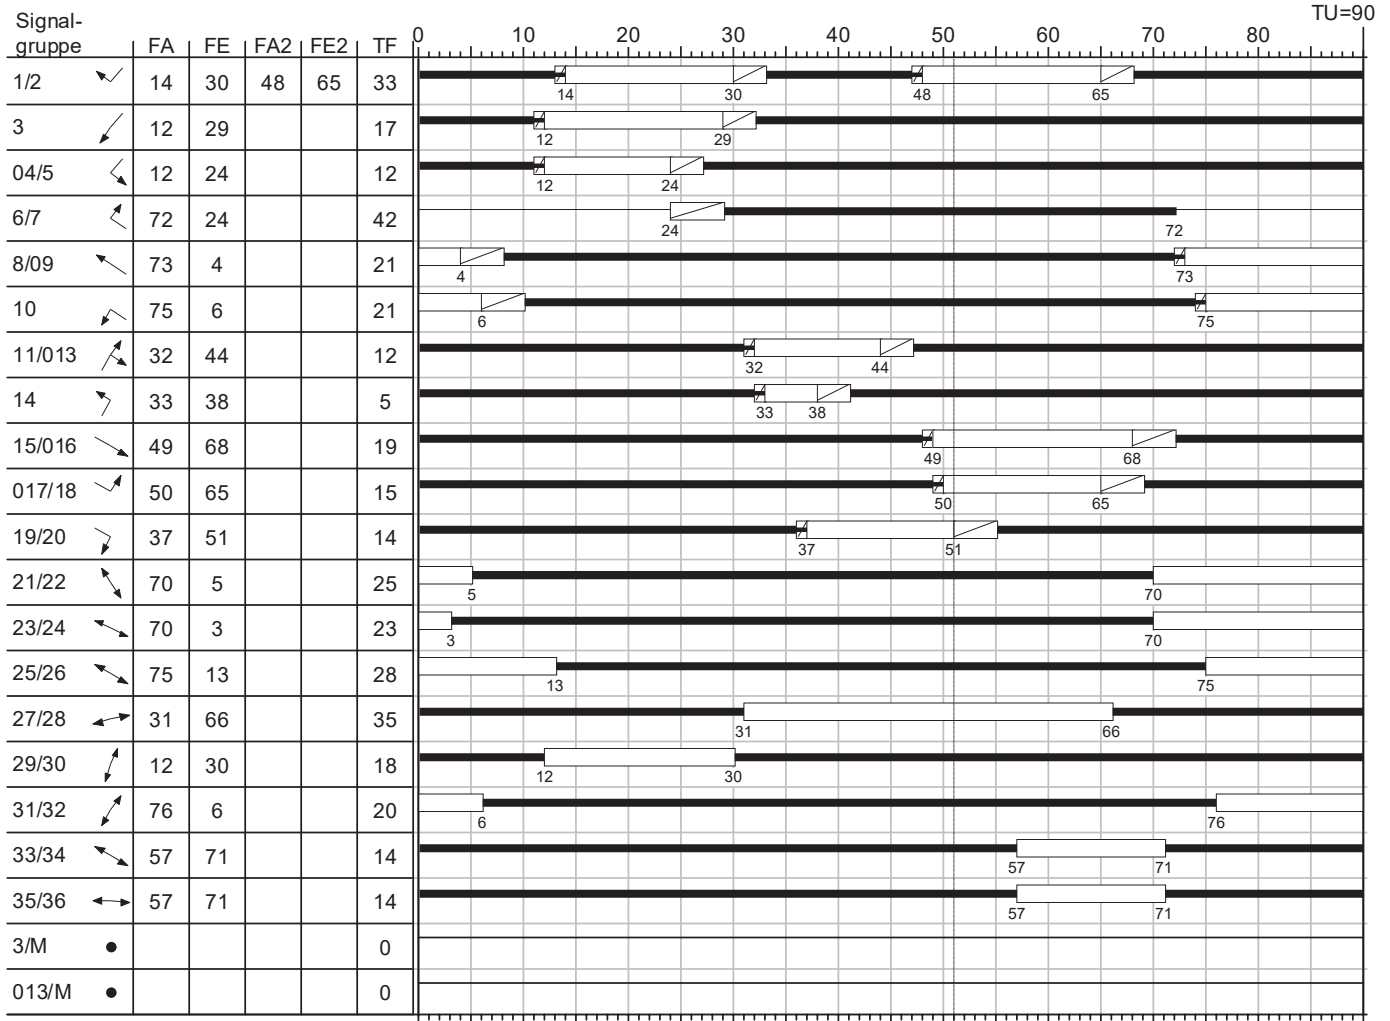 TU=90
Signal-
gruppe FA FE FA2 FE2 TF 0 10 20 30 40 50 60 70 80
1/2 14 30 48 65 33 14 30 48 65
3 12 29 17 12 29
04/5 12 24 12 12 24
6/7 72 24 42 24 72
8/09 73 4 21 4 73
10 75 6 21 6 75
11/013 32 44 12 32 44
14 33 38 5 33 38
15/016 49 68 19 49 68
017/18 50 65 15 50 65
19/20 37 51 14 37 51
21/22 70 5 25 5 70
23/24 70 3 23 3 70
25/26 75 13 28 13 75
27/28 31 66 35 31 66
29/30 12 30 18 12 30
31/32 76 6 20 6 76
33/34 57 71 14 57 71
35/36 57 71 14 57 71
3/M 0
013/M 0